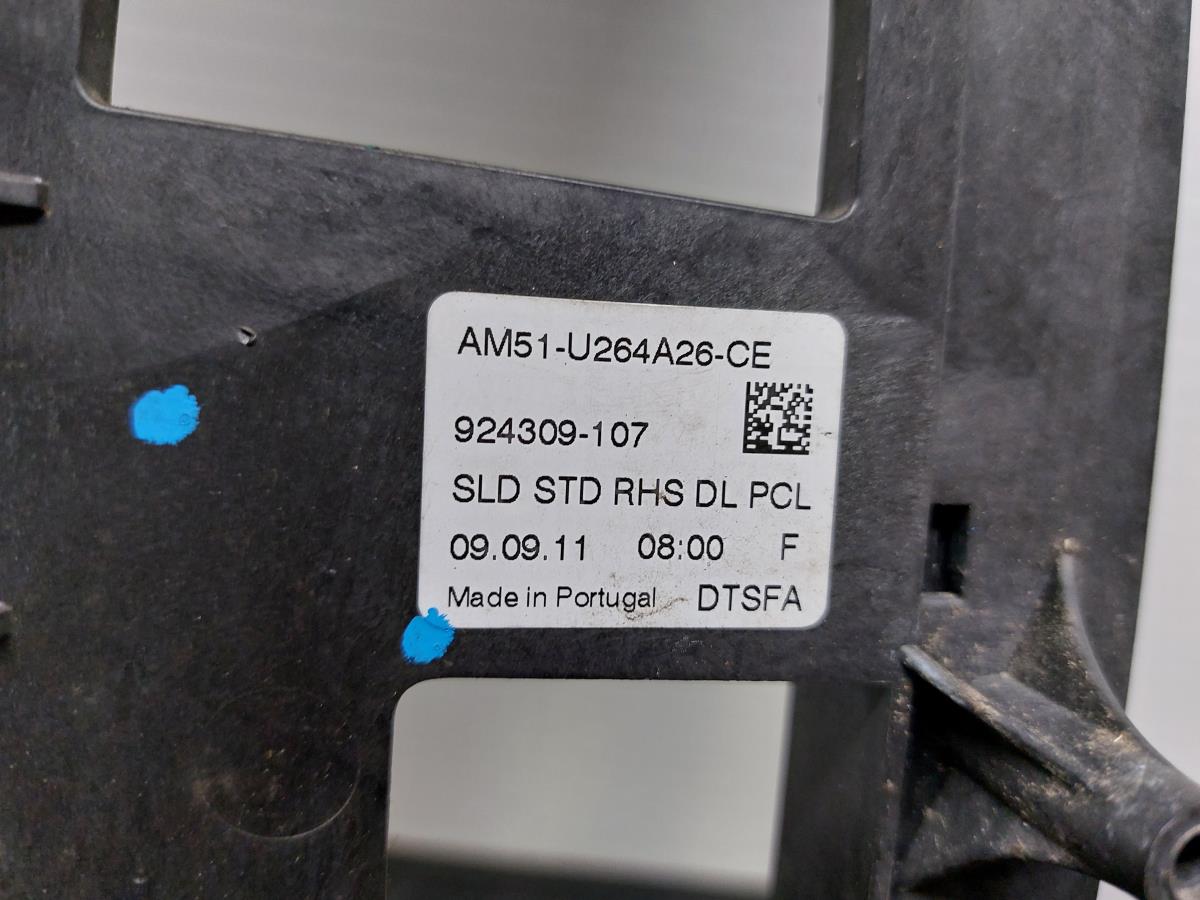 AM51-U264A26-CE
924309-107
SLD STD RHS DL PCL
09.09.11 08:00 F
Made in Portugal DTSFA